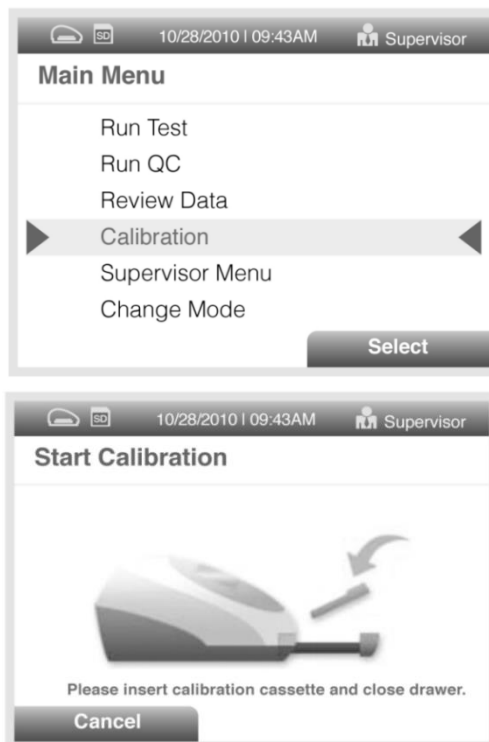 SD 10/28/2010 | 09:43AM Supervisor
Main Menu
Run Test
Run QC
Review Data
Calibration
Supervisor Menu
Change Mode
Select
SD 10/28/2010 | 09:43AM Supervisor
Start Calibration
Please insert calibration cassette and close drawer.
Cancel